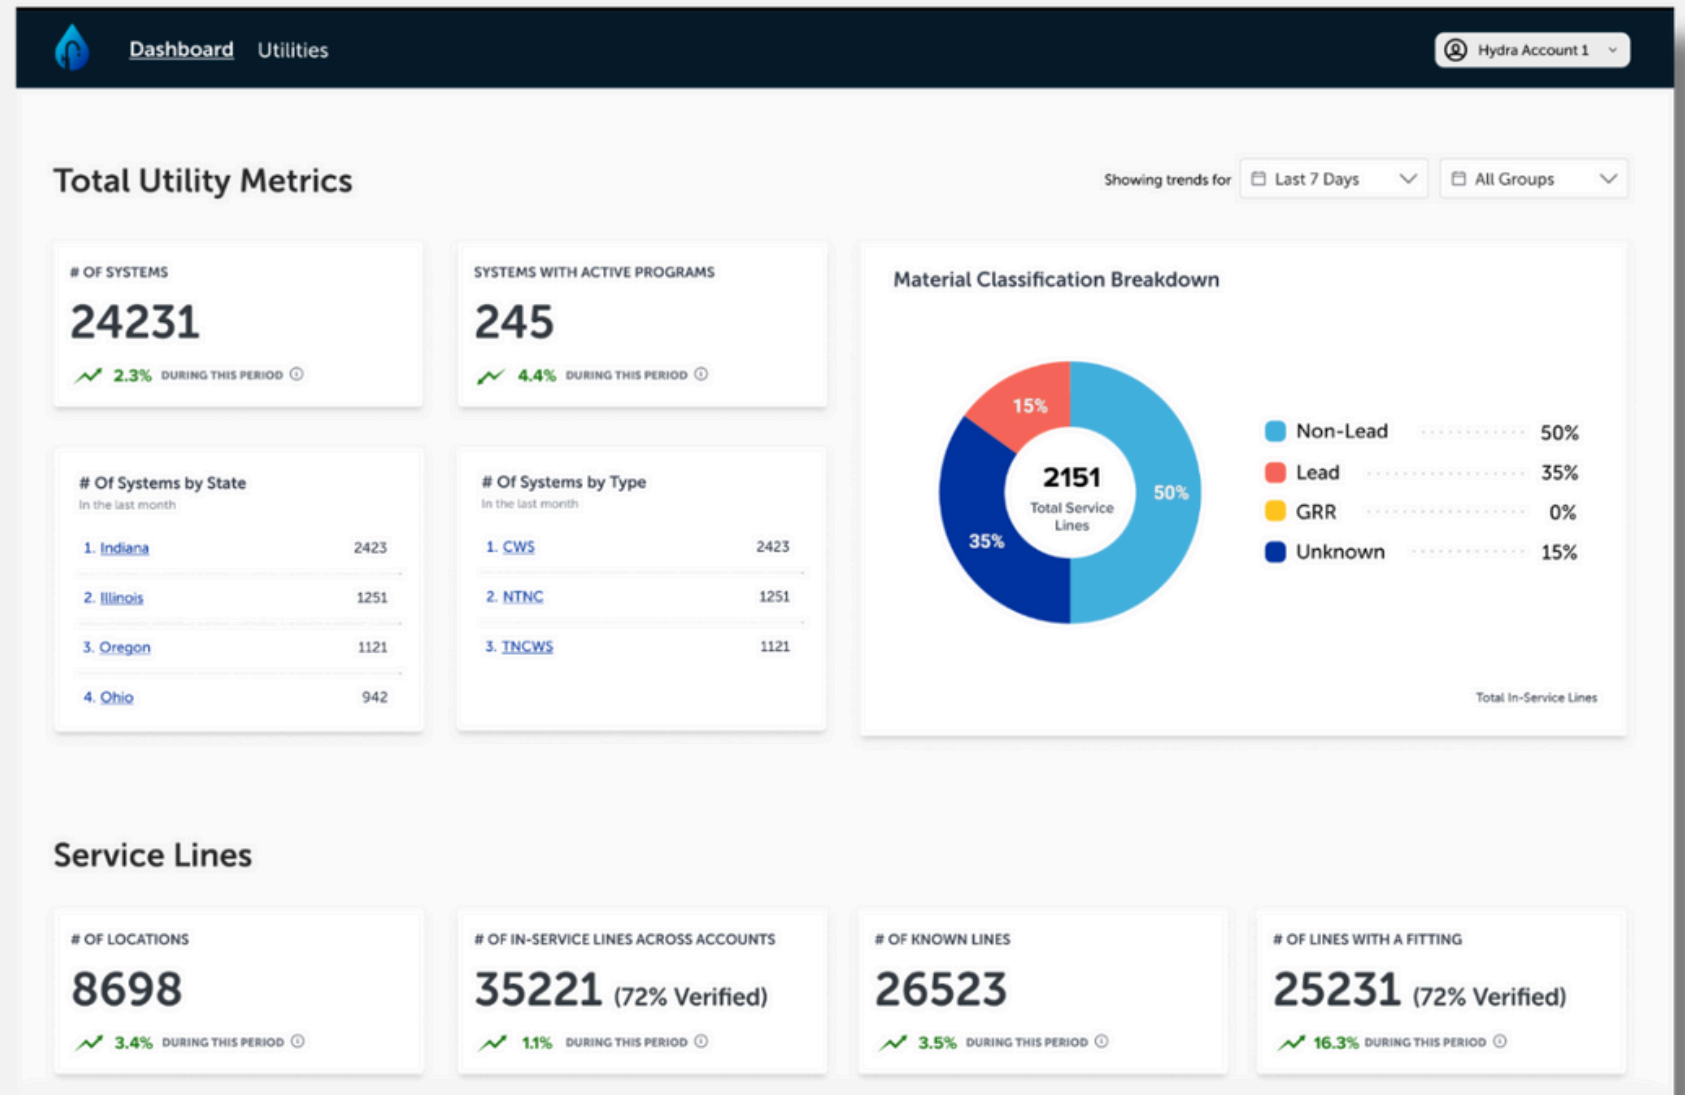 Dashboard Utilities Hydra Account 1
Total Utility Metrics
Showing trends for Last 7 Days All Groups
# OF SYSTEMS
24231
2.3% DURING THIS PERIOD
SYSTEMS WITH ACTIVE PROGRAMS
245
4.4% DURING THIS PERIOD
# Of Systems by State
In the last month
1. Indiana 2423
2. Illinois 1251
3. Oregon 1121
4. Ohio 942
# Of Systems by Type
In the last month
1. CWS 2423
2. NTNC 1251
3. TNCWS 1121
Material Classification Breakdown
15%
50%
35%
2151
Total Service
Lines
Non-Lead 50%
Lead 35%
GRR 0%
Unknown 15%
Total In-Service Lines
Service Lines
# OF LOCATIONS
8698
3.4% DURING THIS PERIOD
# OF IN-SERVICE LINES ACROSS ACCOUNTS
35221 (72% Verified)
1.1% DURING THIS PERIOD
# OF KNOWN LINES
26523
3.5% DURING THIS PERIOD
# OF LINES WITH A FITTING
25231 (72% Verified)
16.3% DURING THIS PERIOD